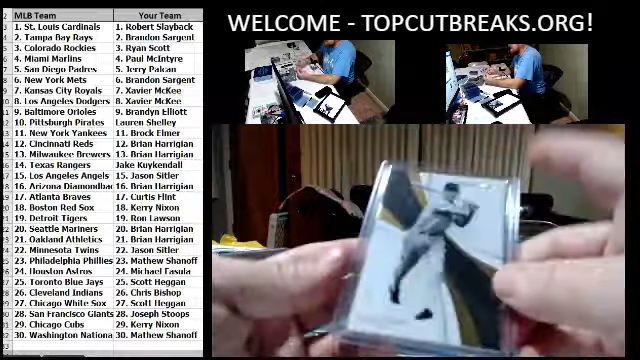 WELCOME - TOPCUTBREAKS.ORG!
MLB Team Your Team
1. St. Louis Cardinals 1. Robert Slayback
2. Tampa Bay Rays 2. Brandon Sargent
3. Colorado Rockies 3. Ryan Scott
4. Miami Marlins 4. Paul McIntyre
5. San Diego Padres 5. Jerry Palcan
6. New York Mets 6. Brandon Sargent
7. Kansas City Royals 7. Xavier McKee
8. Los Angeles Dodgers 8. Xavier McKee
9. Baltimore Orioles 9. Brandyn Elliott
10. Pittsburgh Pirates Lauren Shelley
11. New York Yankees 11. Brock Elmer
12. Cincinnati Reds 12. Brian Harrigian
13. Milwaukee Brewers 13. Brian Harrigian
14. Texas Rangers Jake Kuykendall
15. Los Angeles Angels 15. Jason Sitler
16. Arizona Diamondbac 16. Brian Harrigian
17. Atlanta Braves 17. Curtis Flint
18. Boston Red Sox 18. Kerry Nixon
19. Detroit Tigers 19. Ron Lawson
20. Seattle Mariners 20. Brian Harrigian
21. Oakland Athletics 21. Brian Harrigian
22. Minnesota Twins 22. Jason Sitler
23. Philadelphia Phillies 23. Mathew Shanoff
24. Houston Astros 24. Michael Fasula
25. Toronto Blue Jays 25. Scott Heggan
26. Cleveland Indians 26. Chris Bishop
27. Chicago White Sox 27. Scott Heggan
28. San Francisco Giants 28. Joseph Stoops
29. Chicago Cubs 29. Kerry Nixon
30. Washington Nationa 30. Mathew Shanoff